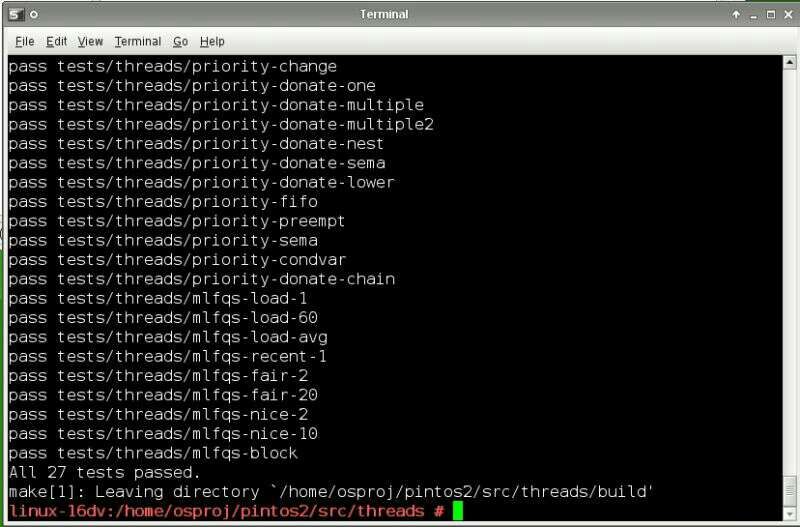 Terminal
File Edit View Terminal Go Help
pass tests/threads/priority-change
pass tests/threads/priority-donate-one
pass tests/threads/priority-donate-multiple
pass tests/threads/priority-donate-multiple2
pass tests/threads/priority-donate-nest
pass tests/threads/priority-donate-sema
pass tests/threads/priority-donate-lower
pass tests/threads/priority-fifo
pass tests/threads/priority-preempt
pass tests/threads/priority-sema
pass tests/threads/priority-condvar
pass tests/threads/priority-donate-chain
pass tests/threads/mlfqs-load-1
pass tests/threads/mlfqs-load-60
pass tests/threads/mlfqs-load-avg
pass tests/threads/mlfqs-recent-1
pass tests/threads/mlfqs-fair-2
pass tests/threads/mlfqs-fair-20
pass tests/threads/mlfqs-nice-2
pass tests/threads/mlfqs-nice-10
pass tests/threads/mlfqs-block
All 27 tests passed.
make[1]: Leaving directory `/home/osproj/pintos2/src/threads/build'
linux-16dv:/home/osproj/pintos2/src/threads #